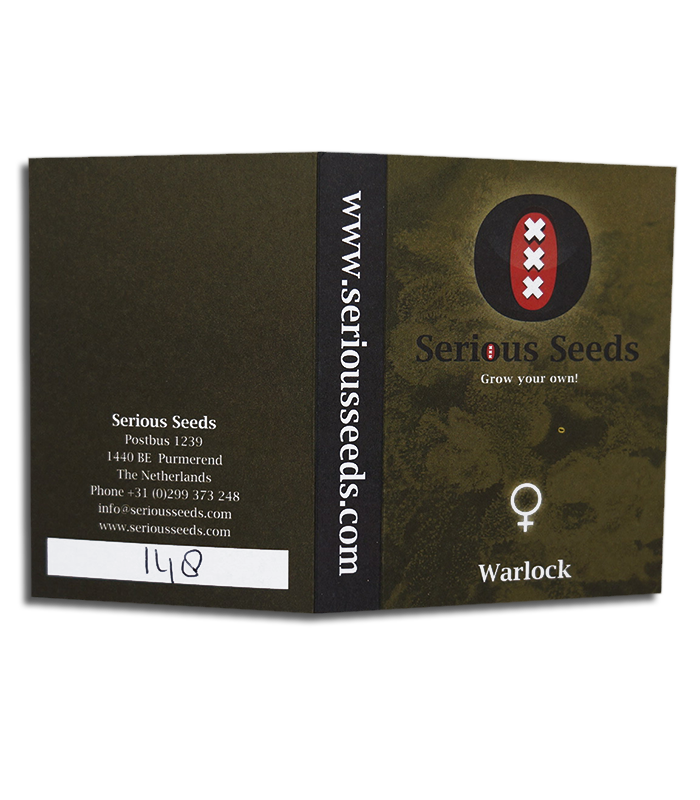 Serious Seeds
Postbus 1239
1440 BE Purmerend
The Netherlands
Phone +31 (0)299 373 248
info@seriousseeds.com
www.seriousseeds.com
148
www.seriousseeds.com
XXX
Serious Seeds
Grow your own!
Warlock